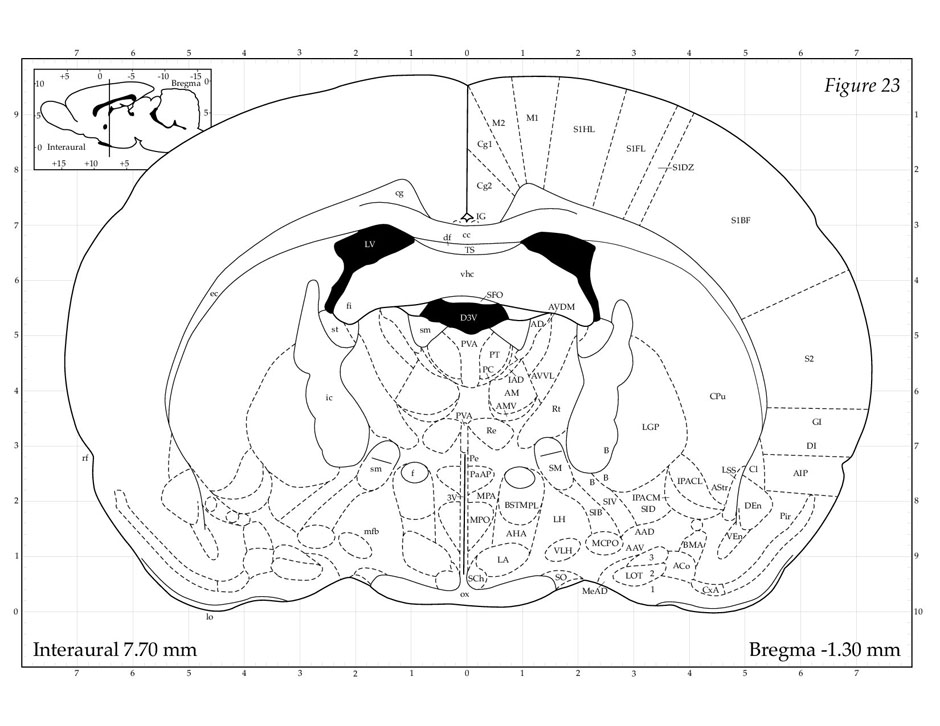 7 6 5 4 3 2 1 0 1 2 3 4 5 6 7
+5 0 -5 -10 -15
Bregma
10 0
5 5
0 Interaural
+15 +10 +5
Figure 23
9 1
8 2
7 3
6 4
5 5
4 6
3 7
2 8
1 9
0 10
M2 M1 S1HL S1FL S1DZ
Cg1
Cg2
cg IG S1BF
df cc
LV TS
vhc
ec SFO
fi D3V AVDM
st sm AD
PVA
PT S2
PC
IAD AVVL
ic AM CPu
AMV Rt
PVA GI
Re LGP
DI
B
rf Pe SM LSS Cl AIP
sm f PaAP B B IPACL AStr
3V MPA BSTMPL SIV IPACM DEn
SIB SID Pir
MPO LH
mfb AHA AAD VEn
MCPO AAV BMA
LA VLH 3
ACo
SCh SO LOT 2
ox MeAD 1 CxA
lo
Interaural 7.70 mm
Bregma -1.30 mm
7 6 5 4 3 2 1 0 1 2 3 4 5 6 7